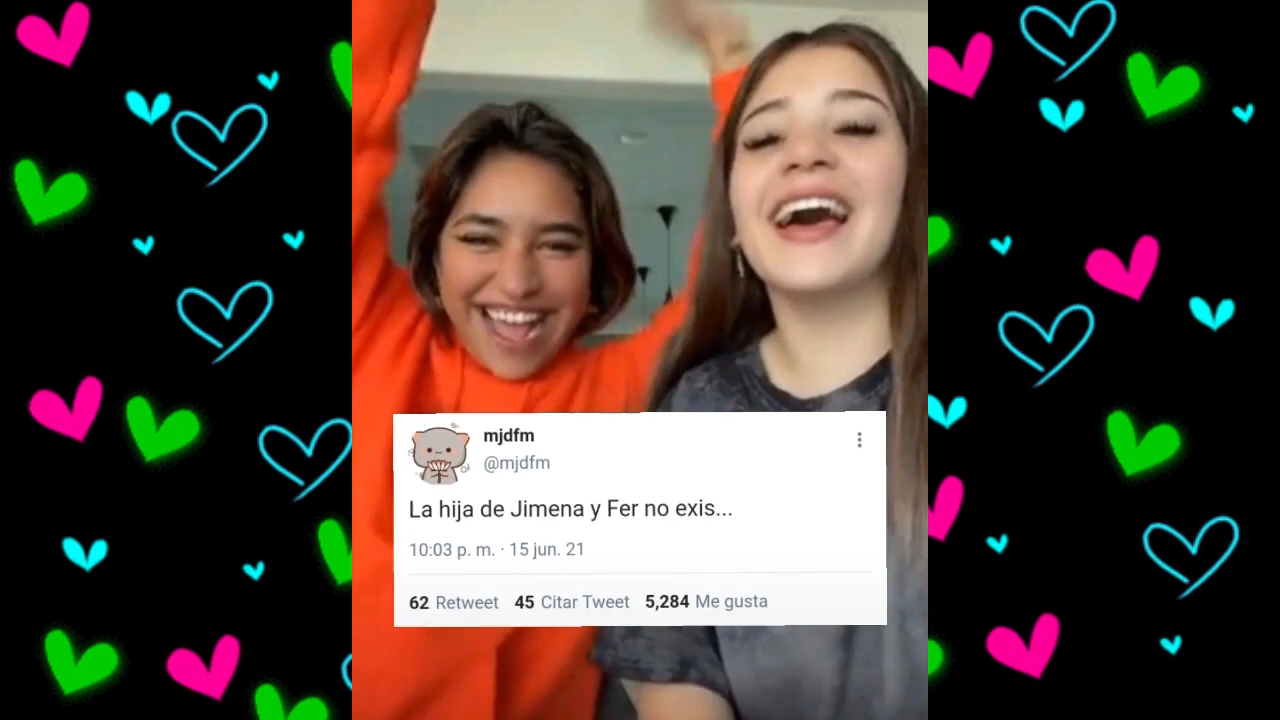 mjdfm
@mjdfm
La hija de Jimena y Fer no exis...
10:03 p. m. · 15 jun. 21
62 Retweet 45 Citar Tweet 5,284 Me gusta